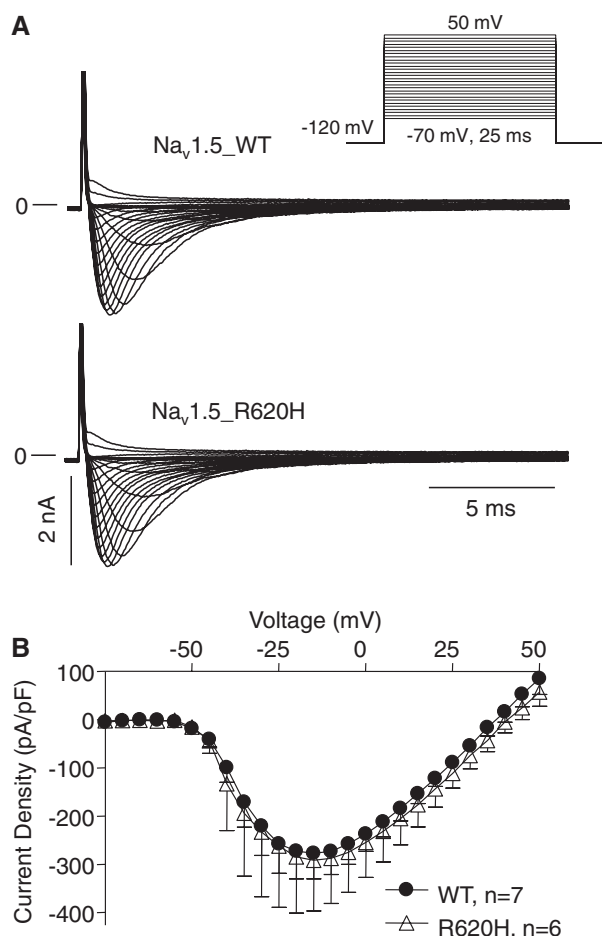 A
50 mV
-120 mV
-70 mV, 25 ms
Naᵥ1.5_WT
0
Naᵥ1.5_R620H
0
2 nA
5 ms
B
Voltage (mV)
-50 -25 0 25 50
Current Density (pA/pF)
100
0
-100
-200
-300
-400
WT, n=7
R620H, n=6